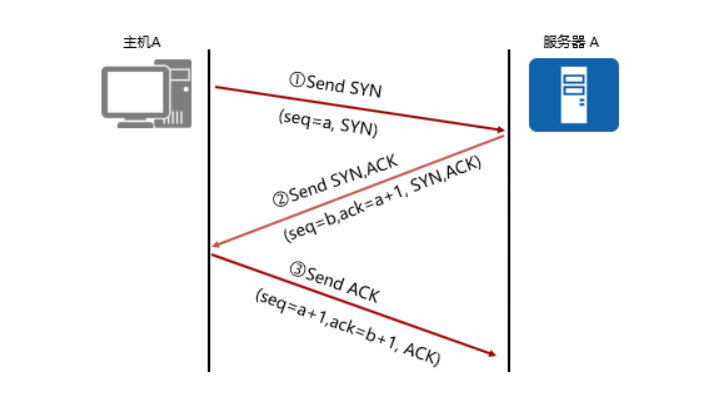 主机A
服务器 A
①Send SYN
(seq=a, SYN)
②Send SYN,ACK
(seq=b,ack=a+1, SYN,ACK)
③Send ACK
(seq=a+1,ack=b+1, ACK)